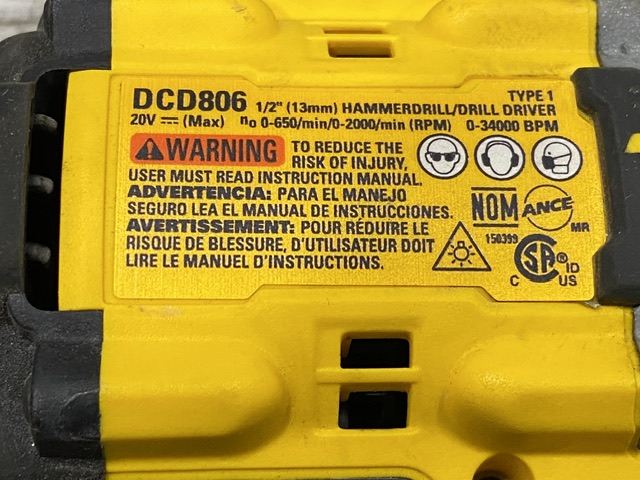 DCD806 1/2" (13mm) HAMMERDRILL/DRILL DRIVER TYPE 1
20V ⎓ (Max) n₀ 0-650/min/0-2000/min (RPM) 0-34000 BPM
WARNING TO REDUCE THE
RISK OF INJURY,
USER MUST READ INSTRUCTION MANUAL.
ADVERTENCIA: PARA EL MANEJO
SEGURO LEA EL MANUAL DE INSTRUCCIONES.
AVERTISSEMENT: POUR RÉDUIRE LE
RISQUE DE BLESSURE, D'UTILISATEUR DOIT
LIRE LE MANUEL D'INSTRUCTIONS.
NOM ANCE
150399 MR
C SA ® ID
C US